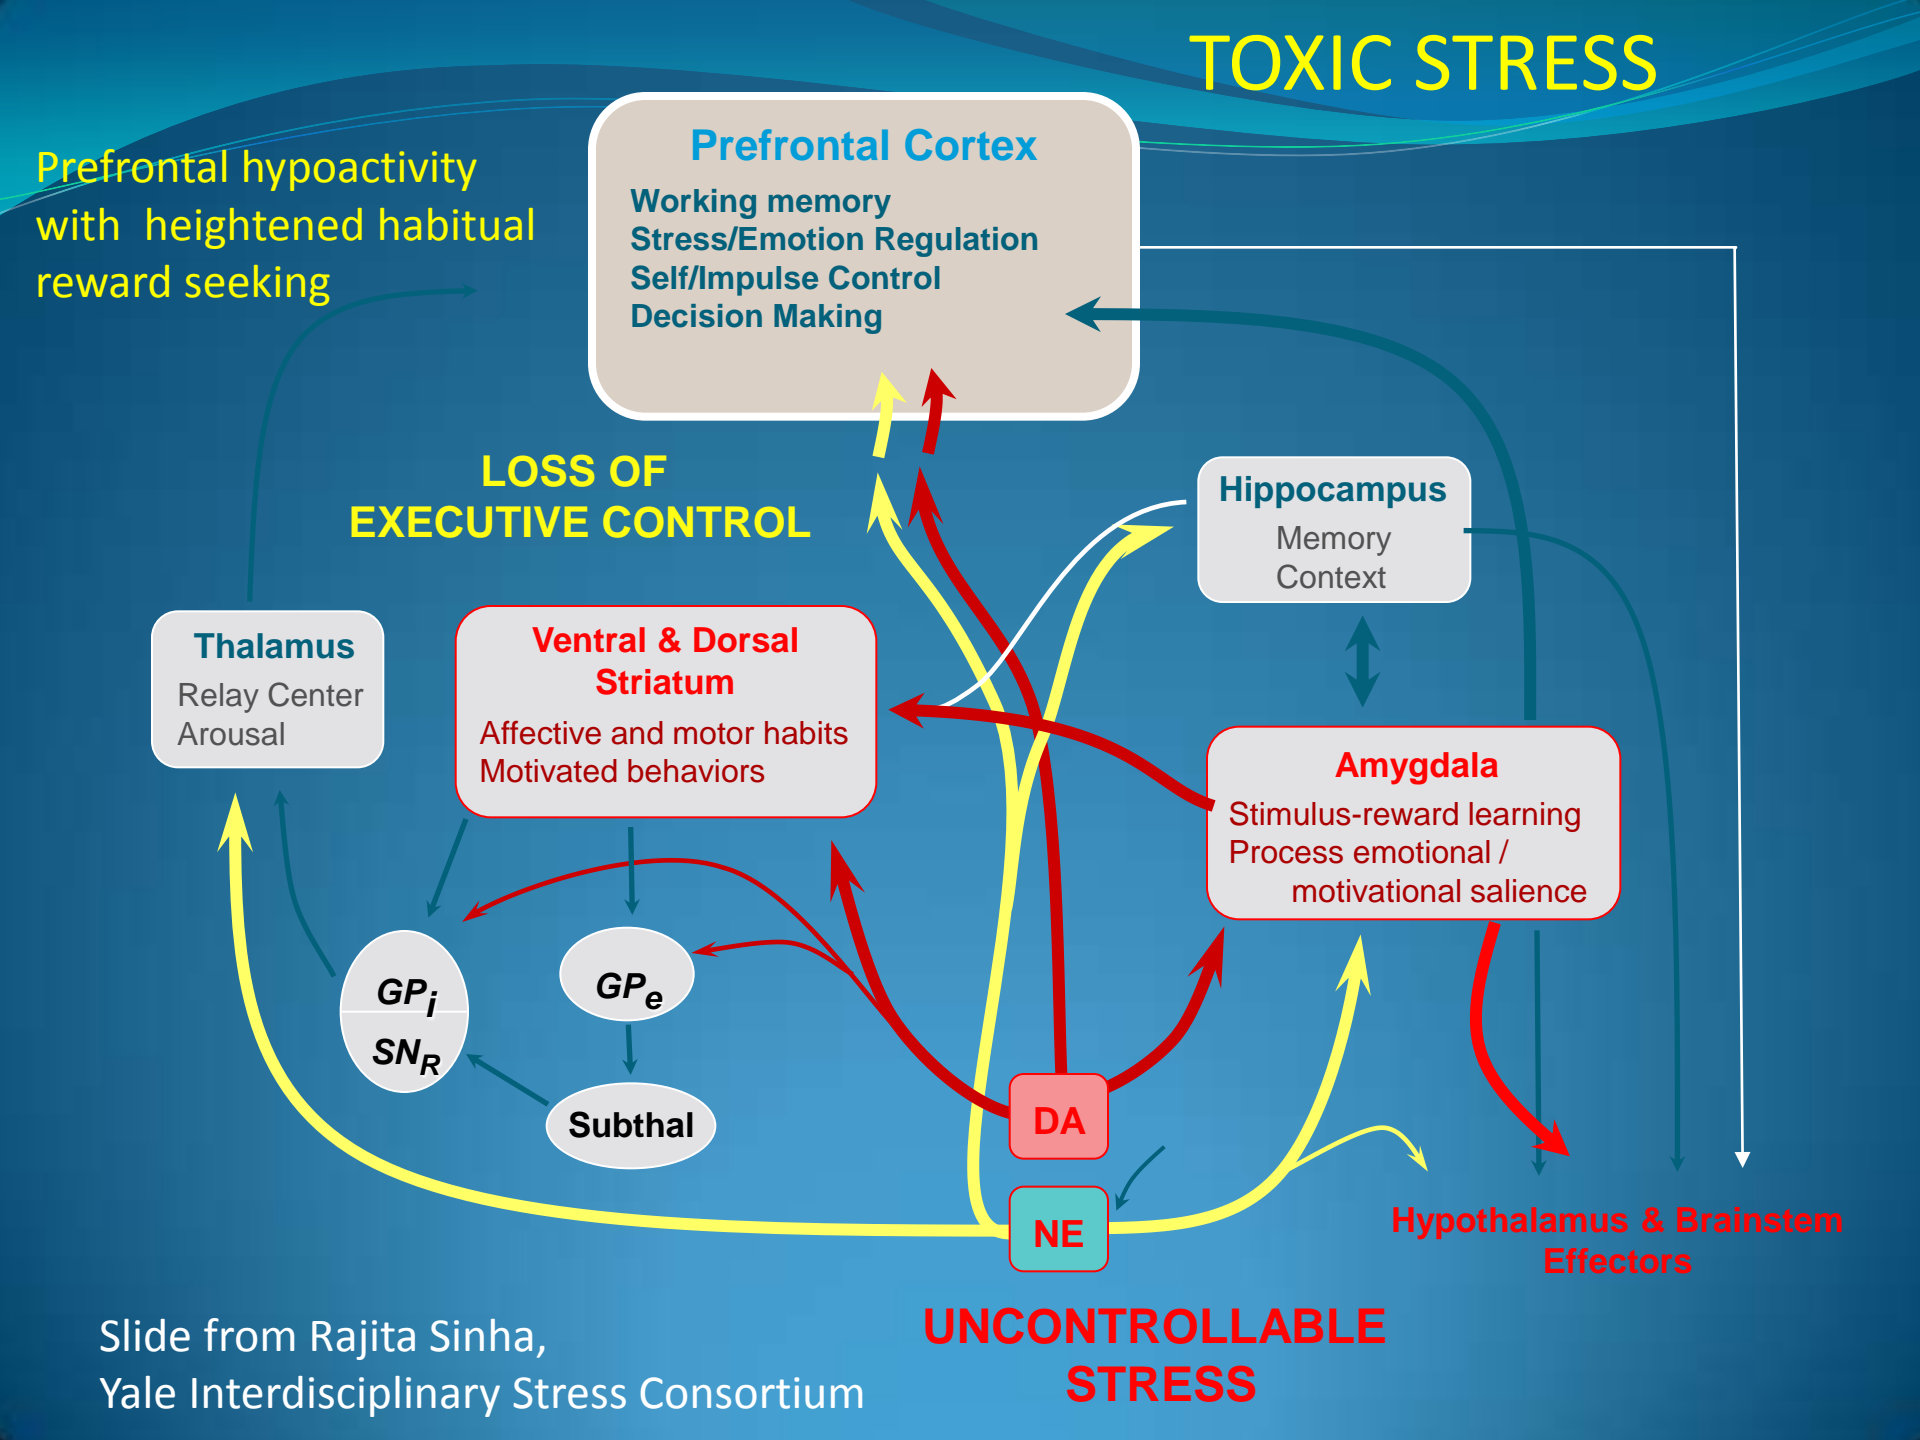 TOXIC STRESS
Prefrontal hypoactivity
with heightened habitual
reward seeking
Prefrontal Cortex
Working memory
Stress/Emotion Regulation
Self/Impulse Control
Decision Making
LOSS OF
EXECUTIVE CONTROL
Hippocampus
Memory
Context
Thalamus
Relay Center
Arousal
Ventral & Dorsal
Striatum
Affective and motor habits
Motivated behaviors
Amygdala
Stimulus-reward learning
Process emotional /
motivational salience
GPi
SNR
GPe
Subthal
DA
NE
Hypothalamus & Brainstem
Effectors
UNCONTROLLABLE
STRESS
Slide from Rajita Sinha,
Yale Interdisciplinary Stress Consortium